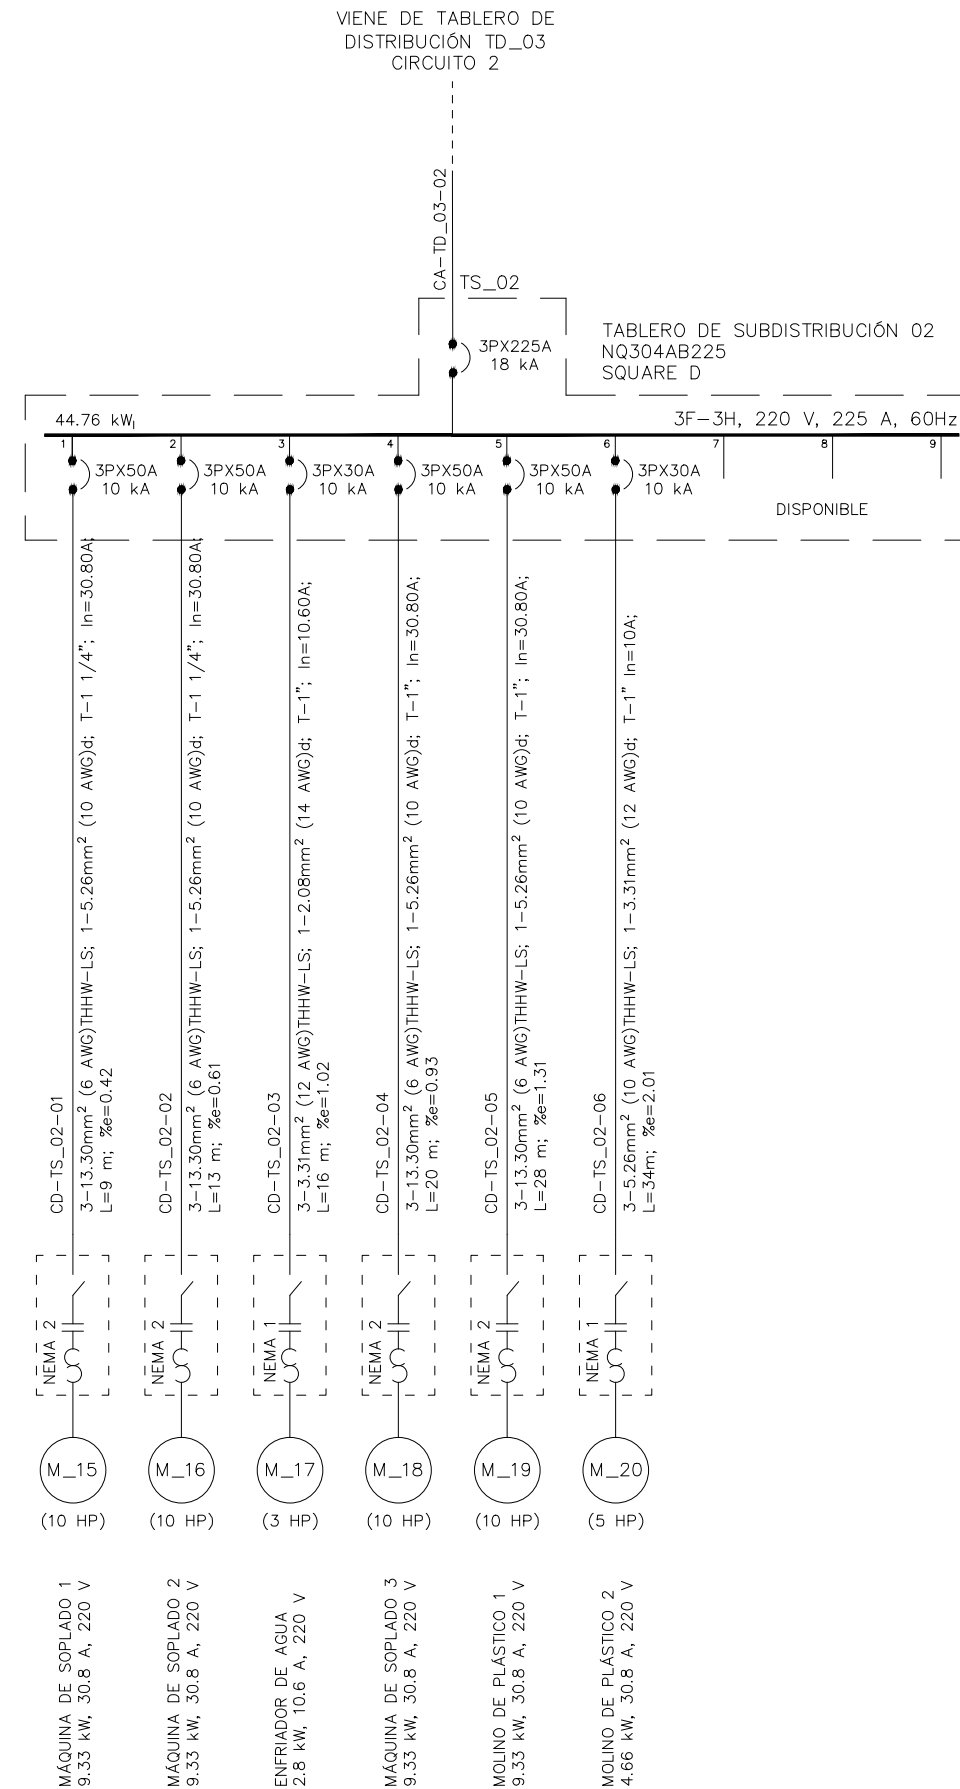 VIENE DE TABLERO DE
DISTRIBUCIÓN TD_03
CIRCUITO 2
CA-TD_03-02
TS_02
3PX225A
18 kA
TABLERO DE SUBDISTRIBUCIÓN 02
NQ304AB225
SQUARE D
44.76 kW
3F-3H, 220 V, 225 A, 60Hz
1
2
3
4
5
6
7
8
9
3PX50A
10 kA
3PX50A
10 kA
3PX30A
10 kA
3PX50A
10 kA
3PX50A
10 kA
3PX30A
10 kA
DISPONIBLE
CD-TS_02-01
3-13.30mm² (6 AWG)THHW-LS; 1-5.26mm² (10 AWG)d; T-1 1/4"; In=30.80A;
L=9 m; %e=0.42
CD-TS_02-02
3-13.30mm² (6 AWG)THHW-LS; 1-5.26mm² (10 AWG)d; T-1 1/4"; In=30.80A;
L=13 m; %e=0.61
CD-TS_02-03
3-3.31mm² (12 AWG)THHW-LS; 1-2.08mm² (14 AWG)d; T-1"; In=10.60A;
L=16 m; %e=1.02
CD-TS_02-04
3-13.30mm² (6 AWG)THHW-LS; 1-5.26mm² (10 AWG)d; T-1"; In=30.80A;
L=20 m; %e=0.93
CD-TS_02-05
3-13.30mm² (6 AWG)THHW-LS; 1-5.26mm² (10 AWG)d; T-1"; In=30.80A;
L=28 m; %e=1.31
CD-TS_02-06
3-5.26mm² (10 AWG)THHW-LS; 1-3.31mm² (12 AWG)d; T-1" In=10A;
L=34m; %e=2.01
NEMA 2
NEMA 2
NEMA 1
NEMA 2
NEMA 2
NEMA 1
M_15
M_16
M_17
M_18
M_19
M_20
(10 HP)
(10 HP)
(3 HP)
(10 HP)
(10 HP)
(5 HP)
MÁQUINA DE SOPLADO 1
9.33 kW, 30.8 A, 220 V
MÁQUINA DE SOPLADO 2
9.33 kW, 30.8 A, 220 V
ENFRIADOR DE AGUA
2.8 kW, 10.6 A, 220 V
MÁQUINA DE SOPLADO 3
9.33 kW, 30.8 A, 220 V
MOLINO DE PLÁSTICO 1
9.33 kW, 30.8 A, 220 V
MOLINO DE PLÁSTICO 2
4.66 kW, 30.8 A, 220 V